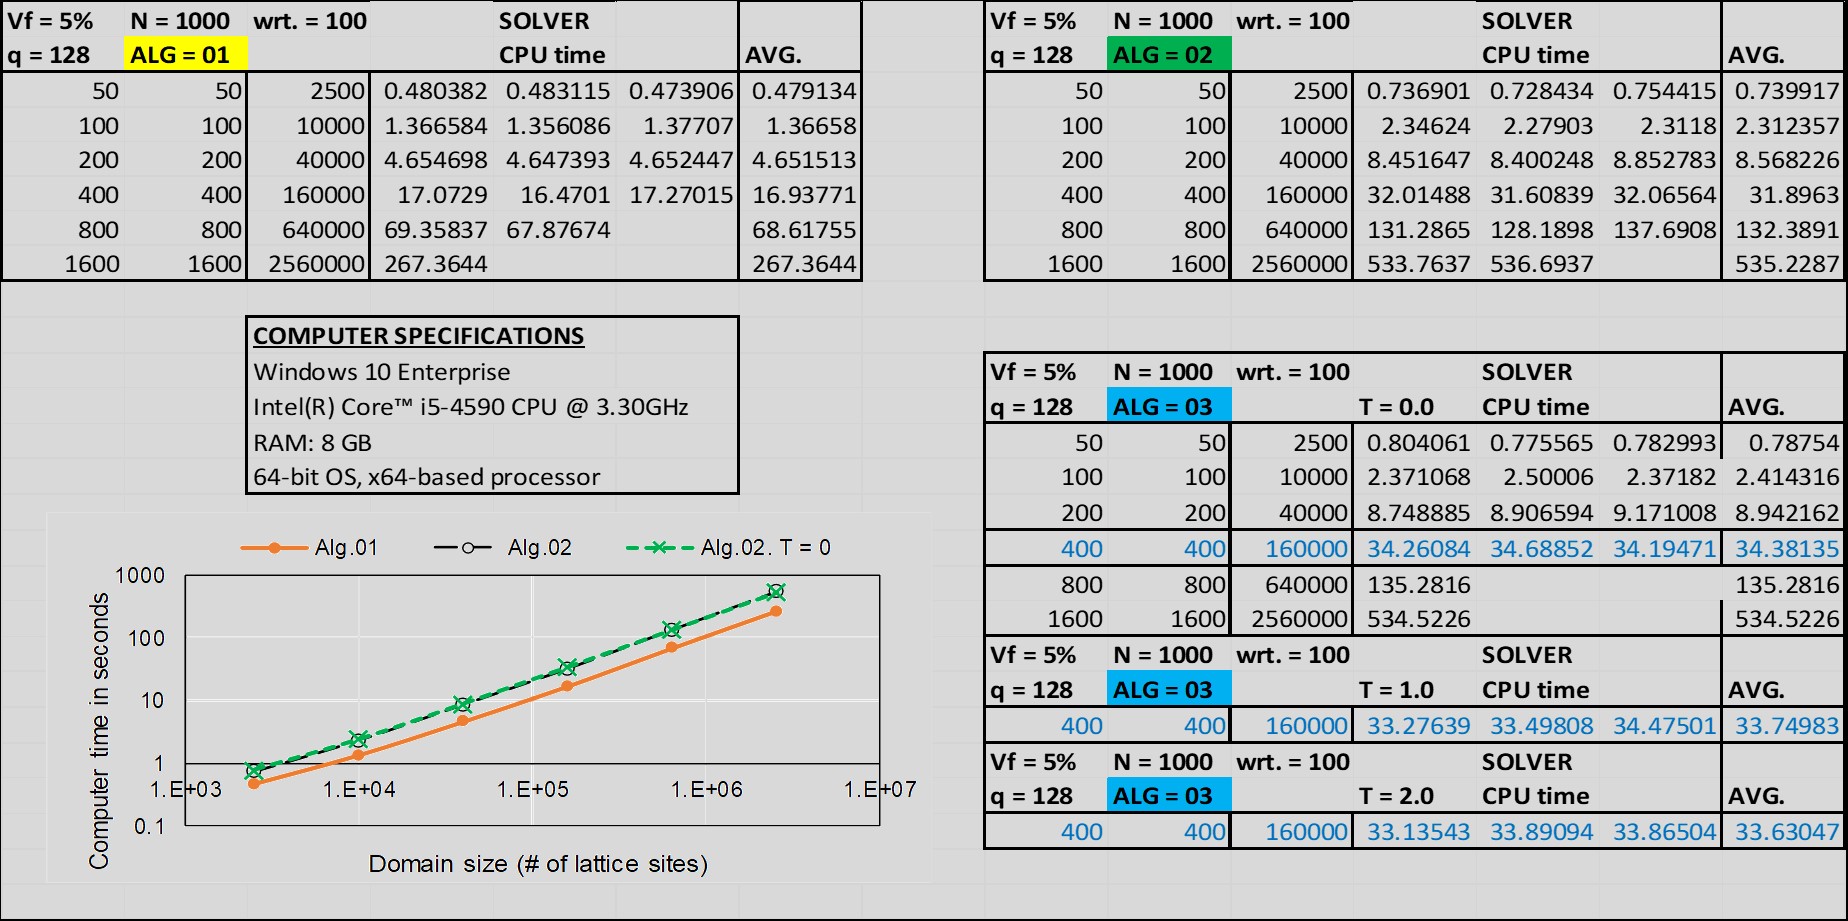 Vf = 5% N = 1000 wrt. = 100 SOLVER
q = 128 ALG = 01 CPU time AVG.
50 50 2500 0.480382 0.483115 0.473906 0.479134
100 100 10000 1.366584 1.356086 1.37707 1.36658
200 200 40000 4.654698 4.647393 4.652447 4.651513
400 400 160000 17.0729 16.4701 17.27015 16.93771
800 800 640000 69.35837 67.87674 68.61755
1600 1600 2560000 267.3644 267.3644
Vf = 5% N = 1000 wrt. = 100 SOLVER
q = 128 ALG = 02 CPU time AVG.
50 50 2500 0.736901 0.728434 0.754415 0.739917
100 100 10000 2.34624 2.27903 2.3118 2.312357
200 200 40000 8.451647 8.400248 8.852783 8.568226
400 400 160000 32.01488 31.60839 32.06564 31.8963
800 800 640000 131.2865 128.1898 137.6908 132.3891
1600 1600 2560000 533.7637 536.6937 535.2287
COMPUTER SPECIFICATIONS
Windows 10 Enterprise
Intel(R) Core™ i5-4590 CPU @ 3.30GHz
RAM: 8 GB
64-bit OS, x64-based processor
Vf = 5% N = 1000 wrt. = 100 SOLVER
q = 128 ALG = 03 T = 0.0 CPU time AVG.
50 50 2500 0.804061 0.775565 0.782993 0.78754
100 100 10000 2.371068 2.50006 2.37182 2.414316
200 200 40000 8.748885 8.906594 9.171008 8.942162
400 400 160000 34.26084 34.68852 34.19471 34.38135
800 800 640000 135.2816 135.2816
1600 1600 2560000 534.5226 534.5226
Vf = 5% N = 1000 wrt. = 100 SOLVER
q = 128 ALG = 03 T = 1.0 CPU time AVG.
400 400 160000 33.27639 33.49808 34.47501 33.74983
Vf = 5% N = 1000 wrt. = 100 SOLVER
q = 128 ALG = 03 T = 2.0 CPU time AVG.
400 400 160000 33.13543 33.89094 33.86504 33.63047
Alg.01 Alg.02 Alg.02. T = 0
Computer time in seconds
1000
100
10
1
0.1
1.E+03 1.E+04 1.E+05 1.E+06 1.E+07
Domain size (# of lattice sites)